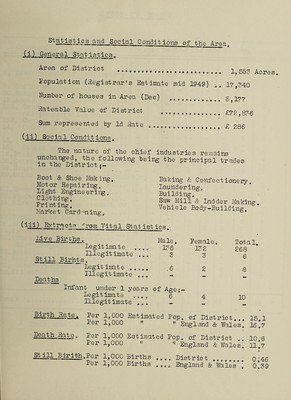 Statistics and Social Conditions of the Area.
(i) General Statistics.
Area of District ............................ 1,553 Acres.
Population (Registrar's Estimate mid 1949) .. 17,340
Number of houses in Area (Dec) ............. 5,177
Rateable Value of District ............ £72,836
Sum represented by 1d Rate .................. £ 286
(ii) Social Conditions.
The nature of the chief industries remains
unchanged, the following being the principal trades
in the District:-
Boot & Shoe Making. Baking & Confectionery.
Motor Repairing. Laundering.
Light Engineering. Building.
Clothing. Saw Mill & Ladder Making.
Printing. Vehicle Body-Building.
Market Gardening.
(iii) Extracts from Vital Statistics.
Live Births. Male. Female. Total.
Legitimate .... 136 132 268
Illegitimate ... 3 3 6
Still Births.
Legitimate ..... 6 2 8
Illegitimate ... - - -
Deaths
Infant under 1 years of Age:-
Legitimate .... 6 4 10
Illegitimate ... - - -
Birth Rate. Per 1,000 Estimated Pop. of District... 15.1
Per 1,000 " " England & Wales. 16.7
Death Rate. Per 1,000 Estimated Pop. of District .. 10.6
Per 1,000 " " England & Wales. 11.7
Still Birth. Per 1,000 Births .... District ........ 0.46
Per 1,000 Births .... England & Wales . 0.39